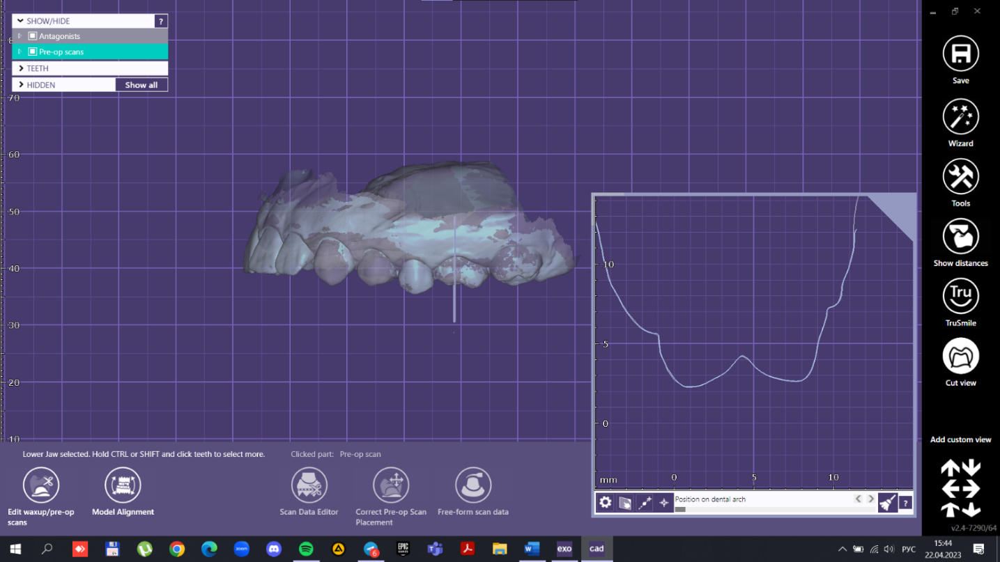 SHOW/HIDE
?
Antagonists
Pre-op scans
TEETH
HIDDEN
Show all
70
60
50
40
30
20
10
Save
Wizard
Tools
Show distances
Tru
TruSmile
Cut view
Add custom view
v2.4-7290/64
10
5
0
mm
0
5
10
Position on dental arch
?
Lower Jaw selected. Hold CTRL or SHIFT and click teeth to select more.
Clicked part: Pre-op scan
Edit waxup/pre-op
scans
Model Alignment
Scan Data Editor
Correct Pre-op Scan
Placement
Free-form scan data
zoom
6
EPIC
GAMES
exo
cad
РУС
15:44
22.04.2023